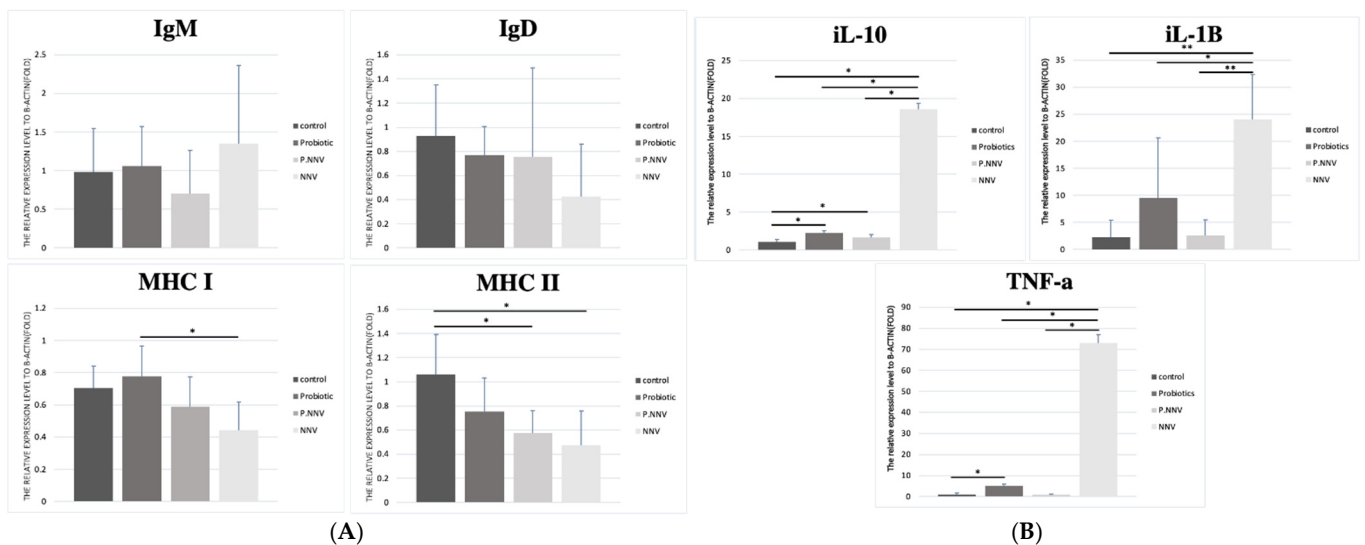 IgM
THE RELATIVE EXPRESSION LEVEL TO B-ACTIN(FOLD)
2.5
2
1.5
1
0.5
0
control
Probiotic
P.NNV
NNV
IgD
THE RELATIVE EXPRESSION LEVEL TO B-ACTIN(FOLD)
1.6
1.4
1.2
1
0.8
0.6
0.4
0.2
0
control
Probiotic
P.NNV
NNV
MHC I
THE RELATIVE EXPRESSION LEVEL TO B-ACTIN(FOLD)
1.2
1
0.8
0.6
0.4
0.2
0
*
control
Probiotic
P.NNV
NNV
MHC II
THE RELATIVE EXPRESSION LEVEL TO B-ACTIN(FOLD)
1.6
1.4
1.2
1
0.8
0.6
0.4
0.2
0
*
*
control
Probiotic
P.NNV
NNV
(A)
iL-10
The relative expression level to B-ACTIN(FOLD)
25
20
15
10
5
0
*
*
*
*
*
control
Probiotics
P.NNV
NNV
iL-1B
The relative expression level to B-ACTIN(FOLD)
35
30
25
20
15
10
5
0
**
*
**
control
Probiotics
P.NNV
NNV
TNF-a
The relative expression level to B-ACTIN(FOLD)
90
80
70
60
50
40
30
20
10
0
*
*
*
*
control
Probiotics
P.NNV
NNV
(B)